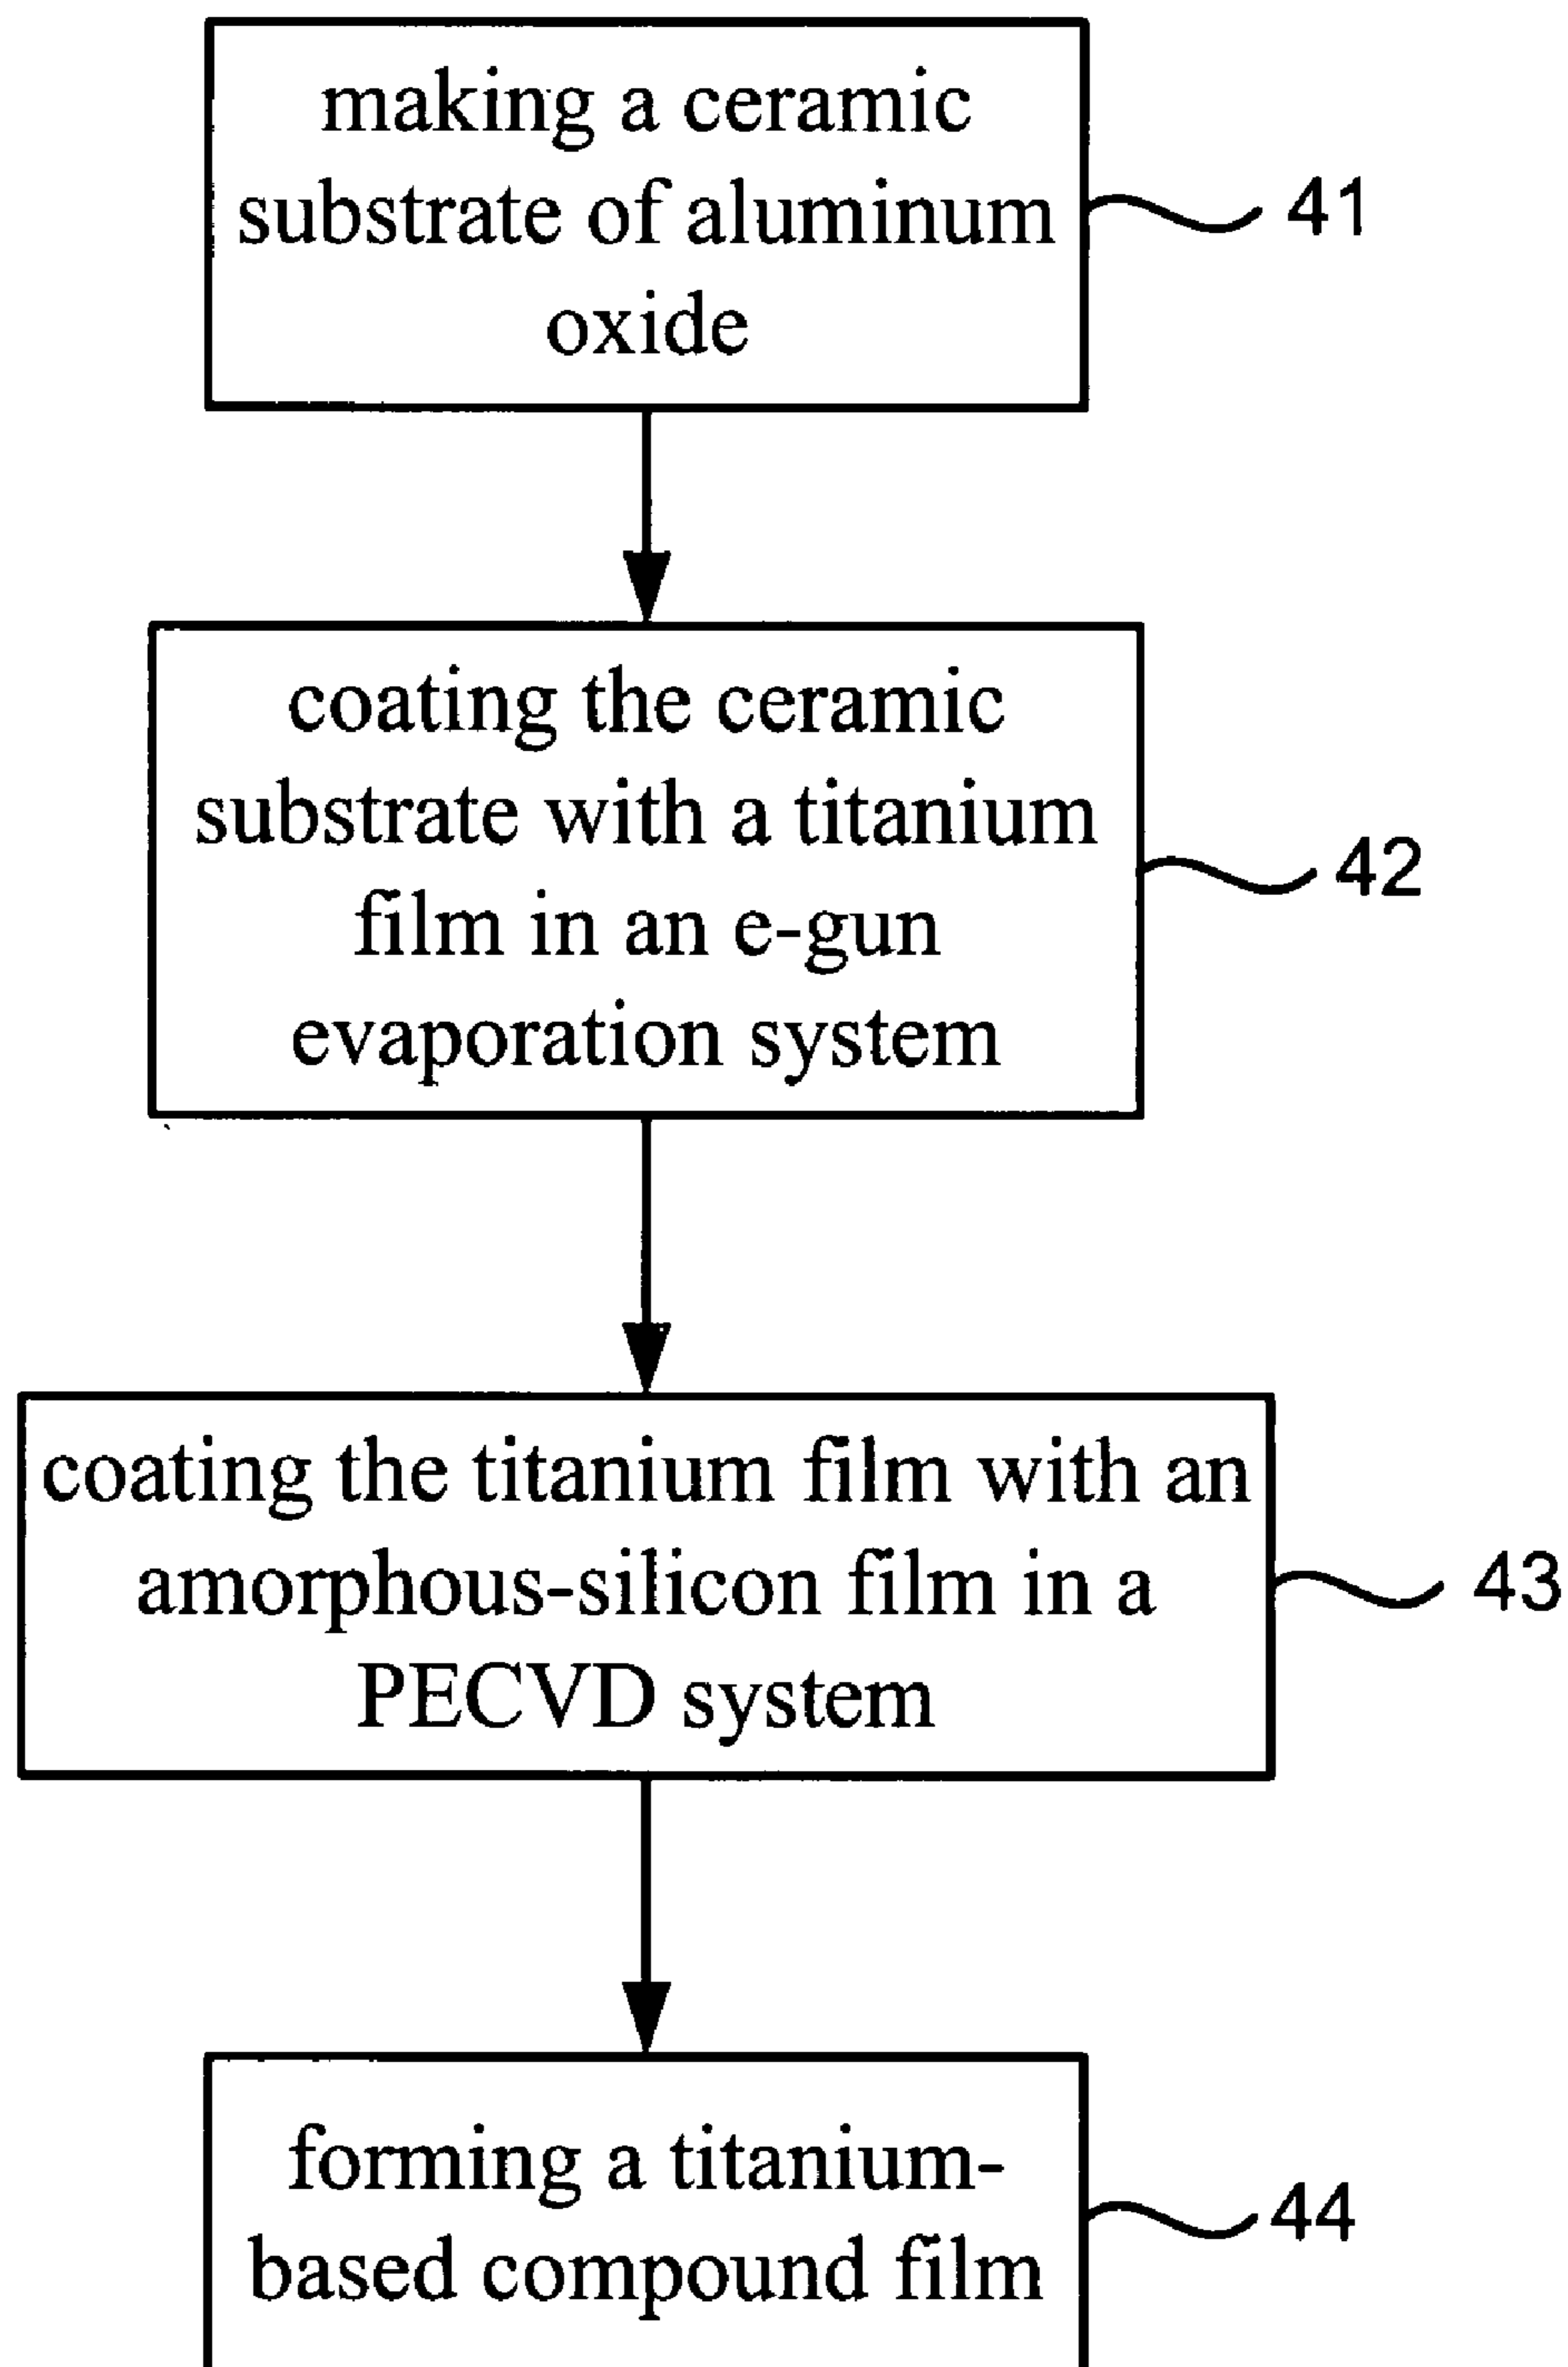 making a ceramic
substrate of aluminum
oxide
41
coating the ceramic
substrate with a titanium
film in an e-gun
evaporation system
42
coating the titanium film with an
amorphous-silicon film in a
PECVD system
43
forming a titanium-
based compound film
44